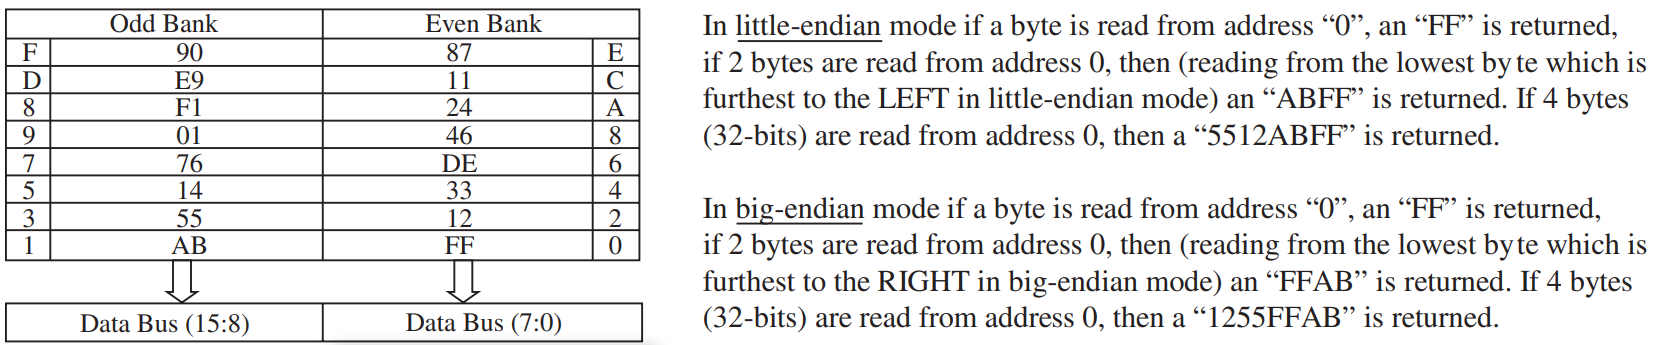 Odd Bank Even Bank
F 90 87 E
D E9 11 C
8 F1 24 A
9 01 46 8
7 76 DE 6
5 14 33 4
3 55 12 2
1 AB FF 0
Data Bus (15:8) Data Bus (7:0)
In little-endian mode if a byte is read from address “0”, an “FF” is returned,
if 2 bytes are read from address 0, then (reading from the lowest byte which is
furthest to the LEFT in little-endian mode) an “ABFF” is returned. If 4 bytes
(32-bits) are read from address 0, then a “5512ABFF” is returned.
In big-endian mode if a byte is read from address “0”, an “FF” is returned,
if 2 bytes are read from address 0, then (reading from the lowest byte which is
furthest to the RIGHT in big-endian mode) an “FFAB” is returned. If 4 bytes
(32-bits) are read from address 0, then a “1255FFAB” is returned.